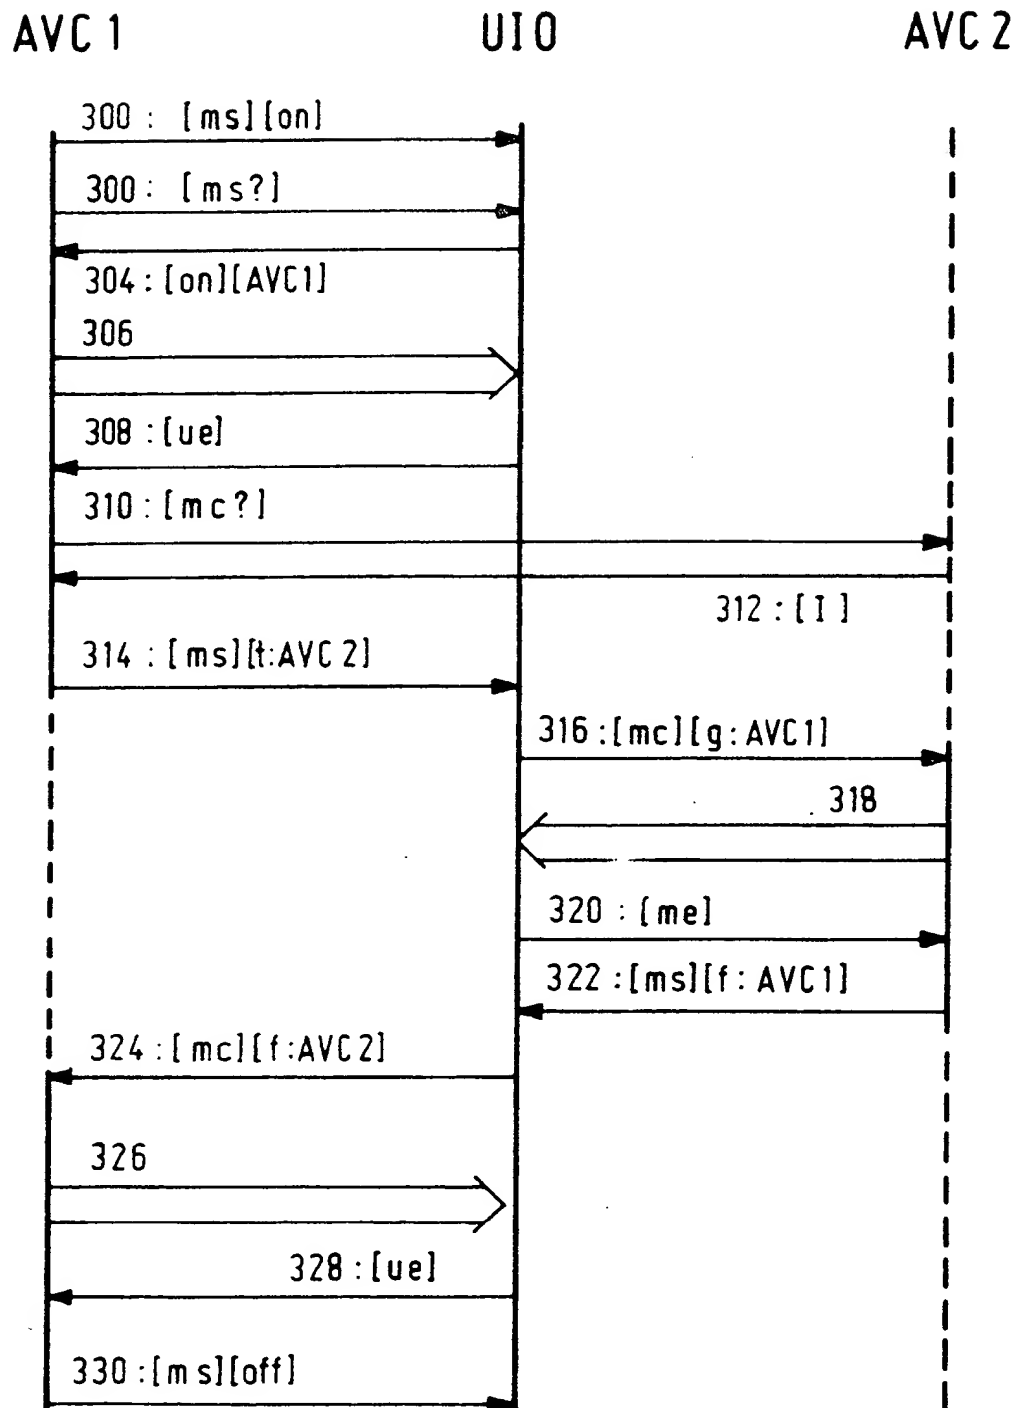 AVC 1 UIO AVC 2
300 : [ms][on]
300 : [ms?]
304 : [on][AVC1]
306
308 : [ue]
310 : [mc?]
312 : [I]
314 : [ms][t:AVC 2]
316 : [mc][g: AVC1]
318
320 : [me]
322 : [ms][f: AVC1]
324 : [mc][f:AVC2]
326
328 : [ue]
330 : [ms][off]